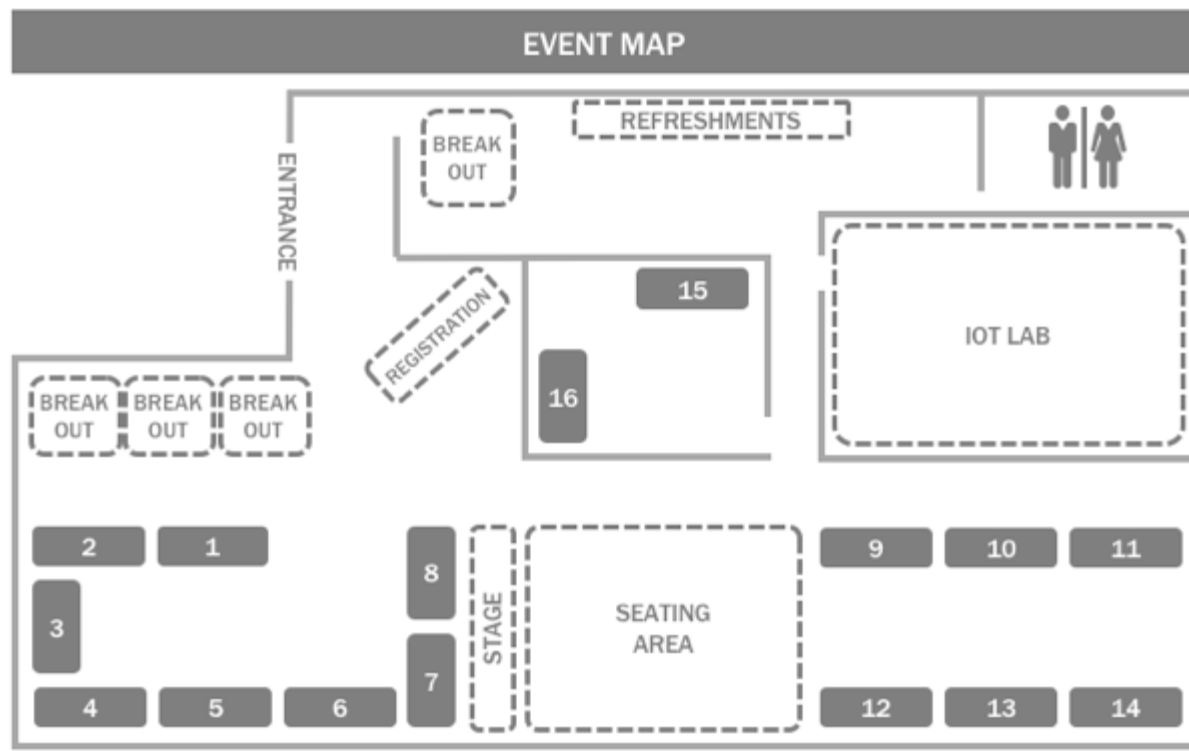 EVENT MAP
REFRESHMENTS
BREAK
OUT
ENTRANCE
15
REGISTRATION
IOT LAB
16
BREAK
OUT
BREAK
OUT
BREAK
OUT
2
1
8
9
10
11
3
STAGE
SEATING
AREA
7
4
5
6
12
13
14